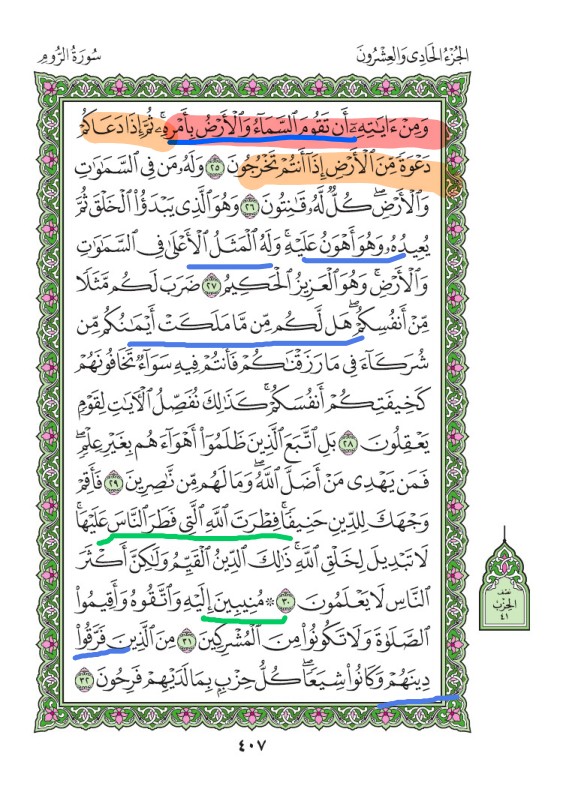 الجُزْءُ الحَادِى وَالعِشْرُونَ
سُورَةُ الرُّومِ
وَمِنْ ءَايَـٰتِهِۦٓ أَن تَقُومَ ٱلسَّمَآءُ وَٱلْأَرْضُ بِأَمْرِهِۦۚ ثُمَّ إِذَا دَعَاكُمْ
دَعْوَةً مِّنَ ٱلْأَرْضِ إِذَآ أَنتُمْ تَخْرُجُونَ ٢٥ وَلَهُۥ مَن فِى ٱلسَّمَـٰوَٰتِ
وَٱلْأَرْضِۖ كُلٌّ لَّهُۥ قَـٰنِتُونَ ٢٦ وَهُوَ ٱلَّذِى يَبْدَؤُا۟ ٱلْخَلْقَ ثُمَّ
يُعِيدُهُۥ وَهُوَ أَهْوَنُ عَلَيْهِۚ وَلَهُ ٱلْمَثَلُ ٱلْأَعْلَىٰ فِى ٱلسَّمَـٰوَٰتِ
وَٱلْأَرْضِۚ وَهُوَ ٱلْعَزِيزُ ٱلْحَكِيمُ ٢٧ ضَرَبَ لَكُم مَّثَلًا
مِّنْ أَنفُسِكُمْۖ هَل لَّكُم مِّن مَّا مَلَكَتْ أَيْمَـٰنُكُم مِّن
شُرَكَآءَ فِى مَا رَزَقْنَـٰكُمْ فَأَنتُمْ فِيهِ سَوَآءٌ تَخَافُونَهُمْ
كَخِيفَتِكُمْ أَنفُسَكُمْۚ كَذَٰلِكَ نُفَصِّلُ ٱلْـَٔايَـٰتِ لِقَوْمٍ
يَعْقِلُونَ ٢٨ بَلِ ٱتَّبَعَ ٱلَّذِينَ ظَلَمُوٓا۟ أَهْوَآءَهُم بِغَيْرِ عِلْمٍۖ
فَمَن يَهْدِى مَنْ أَضَلَّ ٱللَّهُۖ وَمَا لَهُم مِّن نَّـٰصِرِينَ ٢٩ فَأَقِمْ
وَجْهَكَ لِلدِّينِ حَنِيفًاۚ فِطْرَتَ ٱللَّهِ ٱلَّتِى فَطَرَ ٱلنَّاسَ عَلَيْهَاۚ
لَا تَبْدِيلَ لِخَلْقِ ٱللَّهِۚ ذَٰلِكَ ٱلدِّينُ ٱلْقَيِّمُ وَلَـٰكِنَّ أَكْثَرَ
ٱلنَّاسِ لَا يَعْلَمُونَ ٣٠ ۞ مُنِيبِينَ إِلَيْهِ وَٱتَّقُوهُ وَأَقِيمُوا۟
ٱلصَّلَوٰةَ وَلَا تَكُونُوا۟ مِنَ ٱلْمُشْرِكِينَ ٣١ مِنَ ٱلَّذِينَ فَرَّقُوا۟
دِينَهُمْ وَكَانُوا۟ شِيَعًاۖ كُلُّ حِزْبٍۭ بِمَا لَدَيْهِمْ فَرِحُونَ ٣٢
نصف
الحزب
٤١
٤٠٧